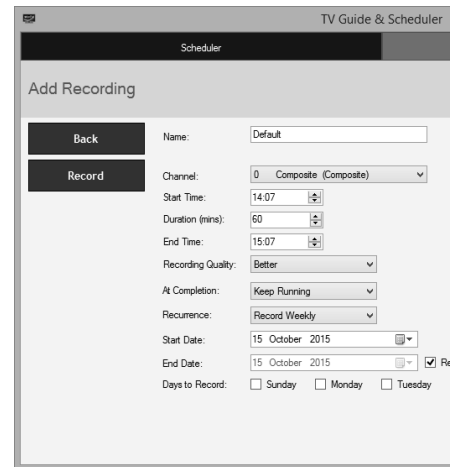 TV Guide & Scheduler
Scheduler
Add Recording
Back
Record
Name: Default
Channel: 0 Composite (Composite)
Start Time: 14:07
Duration (mins): 60
End Time: 15:07
Recording Quality: Better
At Completion: Keep Running
Recurrence: Record Weekly
Start Date: 15 October 2015
End Date: 15 October 2015 Re
Days to Record: Sunday Monday Tuesday